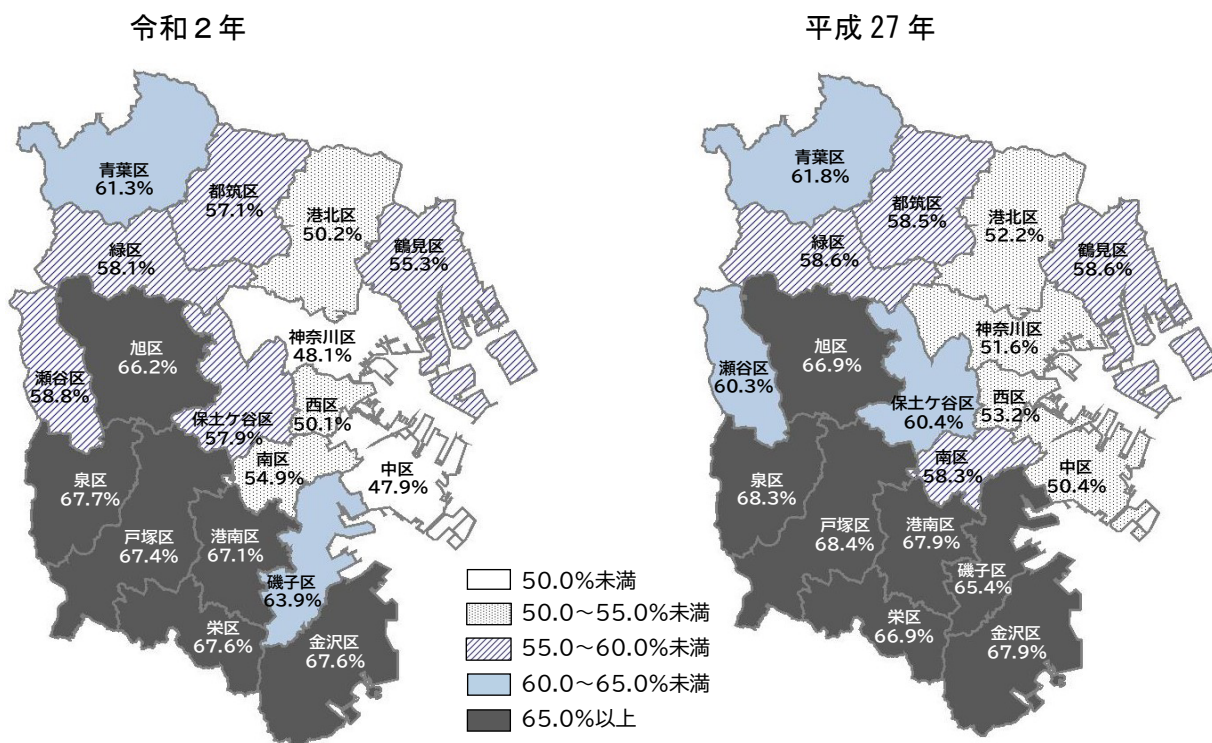 令和２年
青葉区
61.3%
都筑区
57.1%
港北区
50.2%
鶴見区
55.3%
緑区
58.1%
神奈川区
48.1%
旭区
66.2%
瀬谷区
58.8%
西区
50.1%
保土ケ谷区
57.9%
南区
54.9%
中区
47.9%
泉区
67.7%
戸塚区
67.4%
港南区
67.1%
磯子区
63.9%
栄区
67.6%
金沢区
67.6%
50.0%未満
50.0～55.0%未満
55.0～60.0%未満
60.0～65.0%未満
65.0%以上
平成 27 年
青葉区
61.8%
都筑区
58.5%
港北区
52.2%
鶴見区
58.6%
緑区
58.6%
神奈川区
51.6%
旭区
66.9%
瀬谷区
60.3%
西区
53.2%
保土ケ谷区
60.4%
南区
58.3%
中区
50.4%
泉区
68.3%
戸塚区
68.4%
港南区
67.9%
磯子区
65.4%
栄区
66.9%
金沢区
67.9%